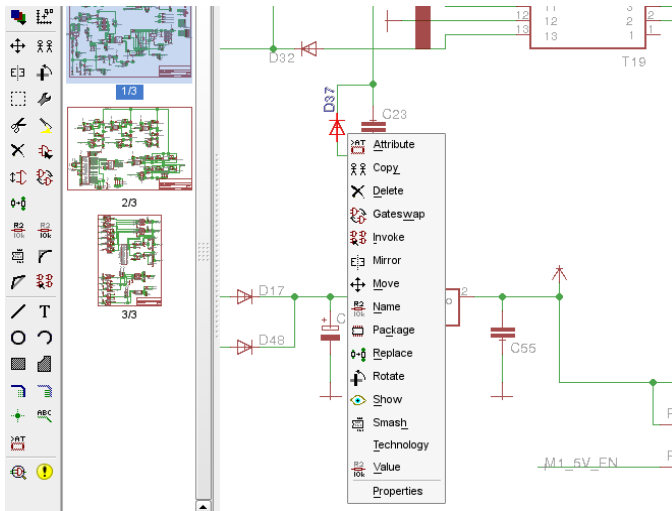 1/3
2/3
3/3
D32
12
13
12
13
3
2
1
T19
D37
C23
Attribute
Copy
Delete
Gateswap
Invoke
Mirror
Move
Name
Package
Replace
Rotate
Show
Smash
Technology
Value
Properties
D17
D48
C
2
C55
M1_5V_EN